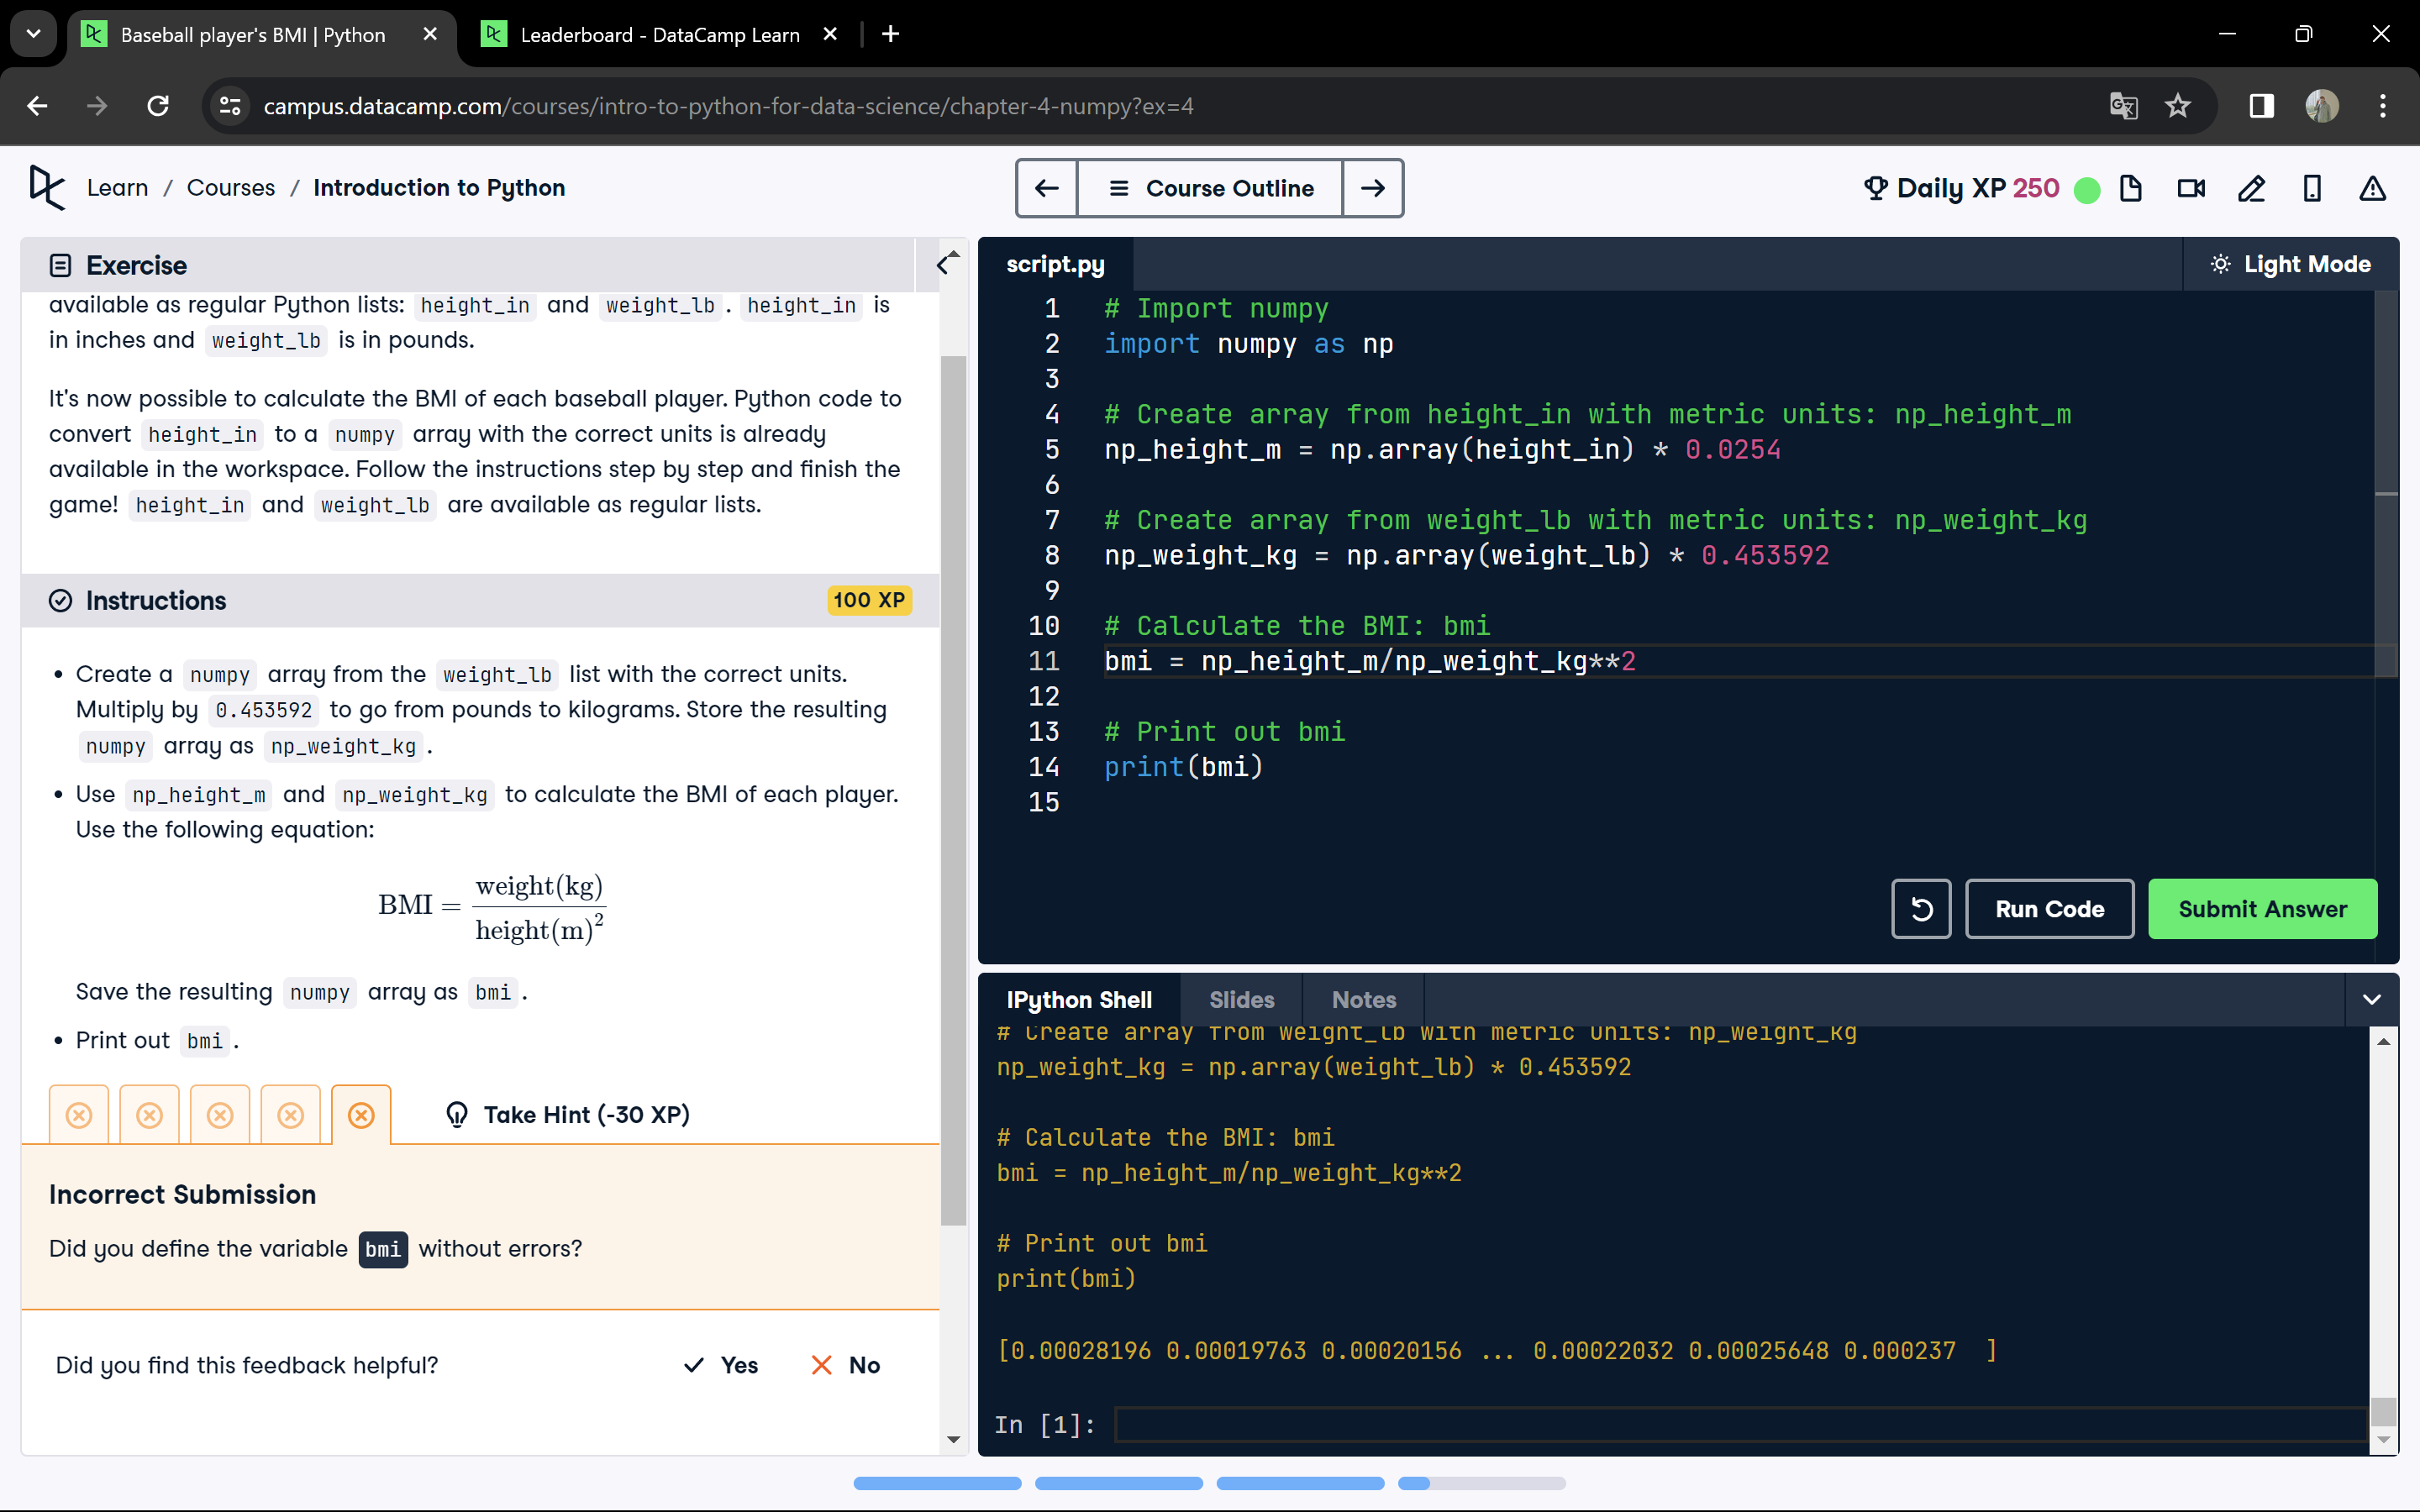 Baseball player's BMI | Python
Leaderboard - DataCamp Learn
campus.datacamp.com/courses/intro-to-python-for-data-science/chapter-4-numpy?ex=4
Learn / Courses / Introduction to Python
Course Outline
Daily XP 250
Exercise
available as regular Python lists: height_in and weight_lb. height_in is
in inches and weight_lb is in pounds.
It's now possible to calculate the BMI of each baseball player. Python code to
convert height_in to a numpy array with the correct units is already
available in the workspace. Follow the instructions step by step and finish the
game! height_in and weight_lb are available as regular lists.
Instructions
100 XP
• Create a numpy array from the weight_lb list with the correct units.
Multiply by 0.453592 to go from pounds to kilograms. Store the resulting
numpy array as np_weight_kg.
• Use np_height_m and np_weight_kg to calculate the BMI of each player.
Use the following equation:
BMI = weight(kg) / height(m)²
Save the resulting numpy array as bmi.
• Print out bmi.
Take Hint (-30 XP)
Incorrect Submission
Did you define the variable bmi without errors?
Did you find this feedback helpful?
Yes
No
script.py
Light Mode
1 # Import numpy
2 import numpy as np
3
4 # Create array from height_in with metric units: np_height_m
5 np_height_m = np.array(height_in) * 0.0254
6
7 # Create array from weight_lb with metric units: np_weight_kg
8 np_weight_kg = np.array(weight_lb) * 0.453592
9
10 # Calculate the BMI: bmi
11 bmi = np_height_m/np_weight_kg**2
12
13 # Print out bmi
14 print(bmi)
15
Run Code
Submit Answer
IPython Shell
Slides
Notes
# Create array from weight_lb with metric units: np_weight_kg
np_weight_kg = np.array(weight_lb) * 0.453592
# Calculate the BMI: bmi
bmi = np_height_m/np_weight_kg**2
# Print out bmi
print(bmi)
[0.00028196 0.00019763 0.00020156 ... 0.00022032 0.00025648 0.000237  ]
In [1]: